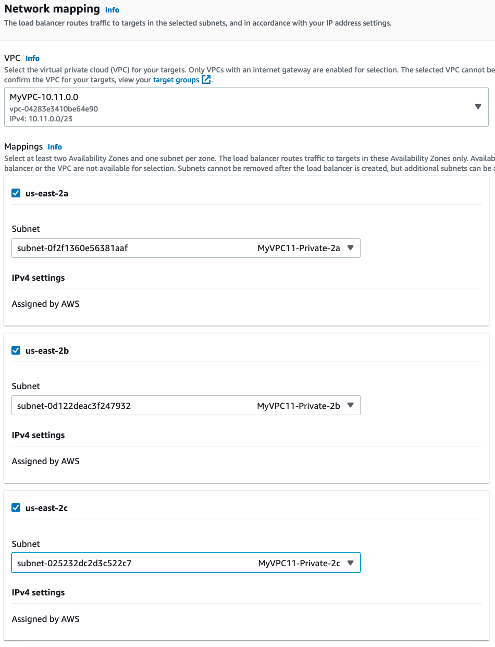 Network mapping Info
The load balancer routes traffic to targets in the selected subnets, and in accordance with your IP address settings.
VPC Info
Select the virtual private cloud (VPC) for your targets. Only VPCs with an internet gateway are enabled for selection. The selected VPC cannot be
confirm the VPC for your targets, view your target groups
MyVPC-10.11.0.0
vpc-04283e3410be64e90
IPv4: 10.11.0.0/23
Mappings Info
Select at least two Availability Zones and one subnet per zone. The load balancer routes traffic to targets in these Availability Zones only. Availab
balancer or the VPC are not available for selection. Subnets cannot be removed after the load balancer is created, but additional subnets can be a
us-east-2a
Subnet
subnet-0f2f1360e56381aaf MyVPC11-Private-2a
IPv4 settings
Assigned by AWS
us-east-2b
Subnet
subnet-0d122deac3f247932 MyVPC11-Private-2b
IPv4 settings
Assigned by AWS
us-east-2c
Subnet
subnet-025232dc2d3c522c7 MyVPC11-Private-2c
IPv4 settings
Assigned by AWS